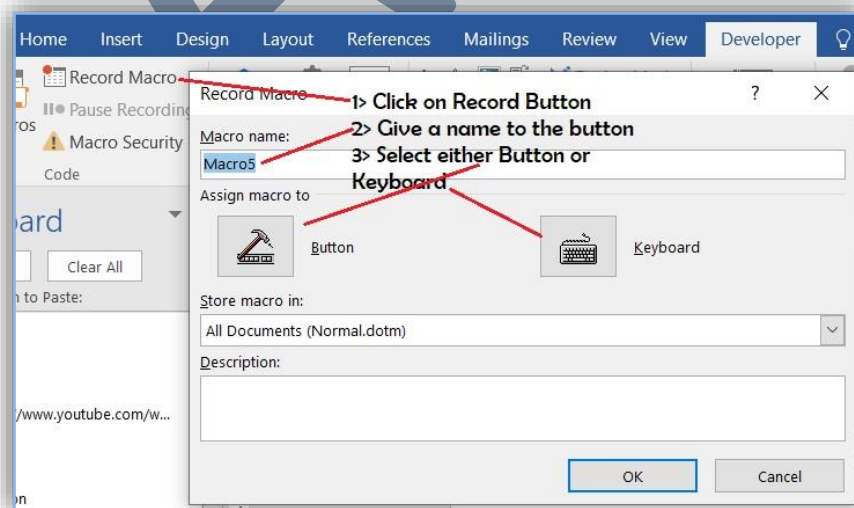 Home Insert Design Layout References Mailings Review View Developer
Record Macro
Pause Recording
ros
Macro Security
Code
ard
Clear All
n to Paste:
/www.youtube.com/w...
on
Record Macro ? ×
1> Click on Record Button
Macro name:
2> Give a name to the button
Macro5
3> Select either Button or
Keyboard
Assign macro to
Button
Keyboard
Store macro in:
All Documents (Normal.dotm)
Description:
OK Cancel